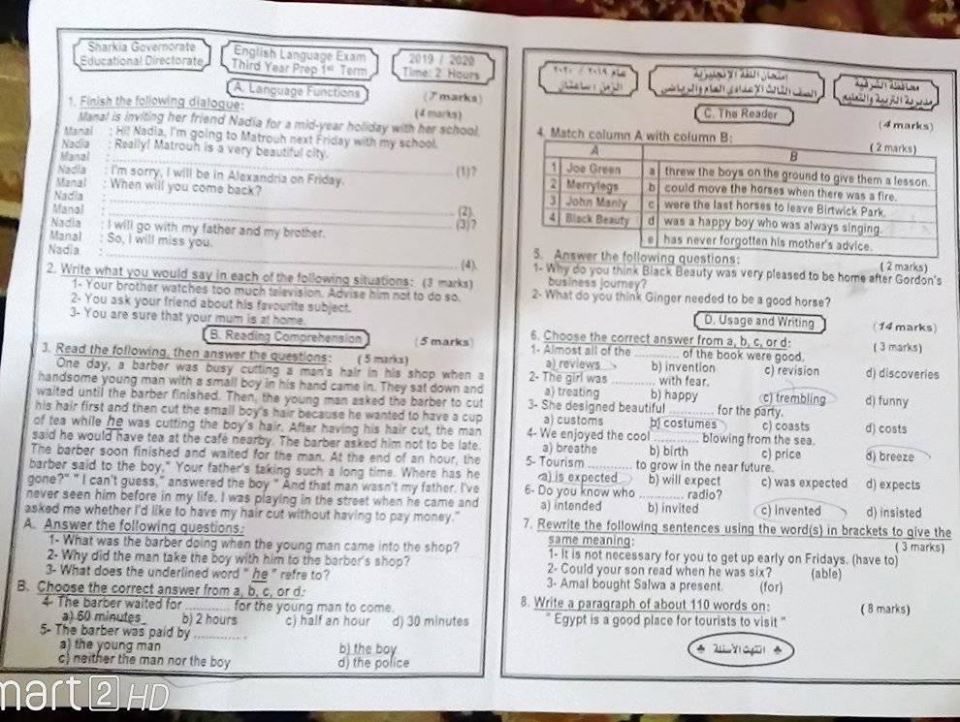 Sharkia Governorate
Educational Directorate
English Language Exam
Third Year Prep 1st Term
2019 / 2020
Time: 2 Hours
A. Language Functions
(7 marks)
1. Finish the following dialogue:
(4 marks)
Manal is inviting her friend Nadia for a mid-year holiday with her school.
Manal : Hi! Nadia, I'm going to Matrouh next Friday with my school.
Nadia : Really! Matrouh is a very beautiful city.
Manal : ............ (1)?
Nadia : I'm sorry, I will be in Alexandria on Friday.
Manal : When will you come back?
Nadia : ............ (2).
Manal : ............ (3)?
Nadia : I will go with my father and my brother.
Manal : So, I will miss you.
Nadia : ............ (4).
2. Write what you would say in each of the following situations: (3 marks)
1- Your brother watches too much television. Advise him not to do so.
2- You ask your friend about his favourite subject.
3- You are sure that your mum is at home.
B. Reading Comprehension
(5 marks)
3. Read the following, then answer the questions: (5 marks)
One day, a barber was busy cutting a man's hair in his shop when a
handsome young man with a small boy in his hand came in. They sat down and
waited until the barber finished. Then, the young man asked the barber to cut
his hair first and then cut the small boy's hair because he wanted to have a cup
of tea while he was cutting the boy's hair. After having his hair cut, the man
said he would have tea at the café nearby. The barber asked him not to be late.
The barber soon finished and waited for the man. At the end of an hour, the
barber said to the boy," Your father's taking such a long time. Where has he
gone?" " I can't guess," answered the boy " And that man wasn't my father. I've
never seen him before in my life. I was playing in the street when he came and
asked me whether I'd like to have my hair cut without having to pay money."
A. Answer the following questions:
1- What was the barber doing when the young man came into the shop?
2- Why did the man take the boy with him to the barber's shop?
3- What does the underlined word " he " refre to?
B. Choose the correct answer from a, b, c, or d:
4- The barber waited for ............ for the young man to come.
a) 60 minutes b) 2 hours c) half an hour d) 30 minutes
5- The barber was paid by ............ .
a) the young man b) the boy
c) neither the man nor the boy d) the police
محافظة الشرقية
مديرية التربية والتعليم
امتحان اللغة الإنجليزية
الصف الثالث الإعدادى العام والرياضى
عام ٢٠١٩ / ٢٠٢٠
الزمن : ساعتان
C. The Reader
(4 marks)
4. Match column A with column B:
(2 marks)
A B
1 Joe Green a threw the boys on the ground to give them a lesson.
2 Merrylegs b could move the horses when there was a fire.
3 John Manly c were the last horses to leave Birtwick Park.
4 Black Beauty d was a happy boy who was always singing.
e has never forgotten his mother's advice.
5. Answer the following questions:
(2 marks)
1- Why do you think Black Beauty was very pleased to be home after Gordon's
business journey?
2- What do you think Ginger needed to be a good horse?
D. Usage and Writing
(14 marks)
6. Choose the correct answer from a, b, c, or d:
(3 marks)
1- Almost all of the ............ of the book were good.
a) reviews b) invention c) revision d) discoveries
2- The girl was ............ with fear.
a) treating b) happy c) trembling d) funny
3- She designed beautiful ............ for the party.
a) customs b) costumes c) coasts d) costs
4- We enjoyed the cool ............ blowing from the sea.
a) breathe b) birth c) price d) breeze
5- Tourism ............ to grow in the near future.
a) is expected b) will expect c) was expected d) expects
6- Do you know who ............ radio?
a) intended b) invited c) invented d) insisted
7. Rewrite the following sentences using the word(s) in brackets to give the
same meaning:
(3 marks)
1- It is not necessary for you to get up early on Fridays. (have to)
2- Could your son read when he was six? (able)
3- Amal bought Salwa a present. (for)
8. Write a paragraph of about 110 words on:
(8 marks)
" Egypt is a good place for tourists to visit "
انتهت الأسئلة
mart 2 HD